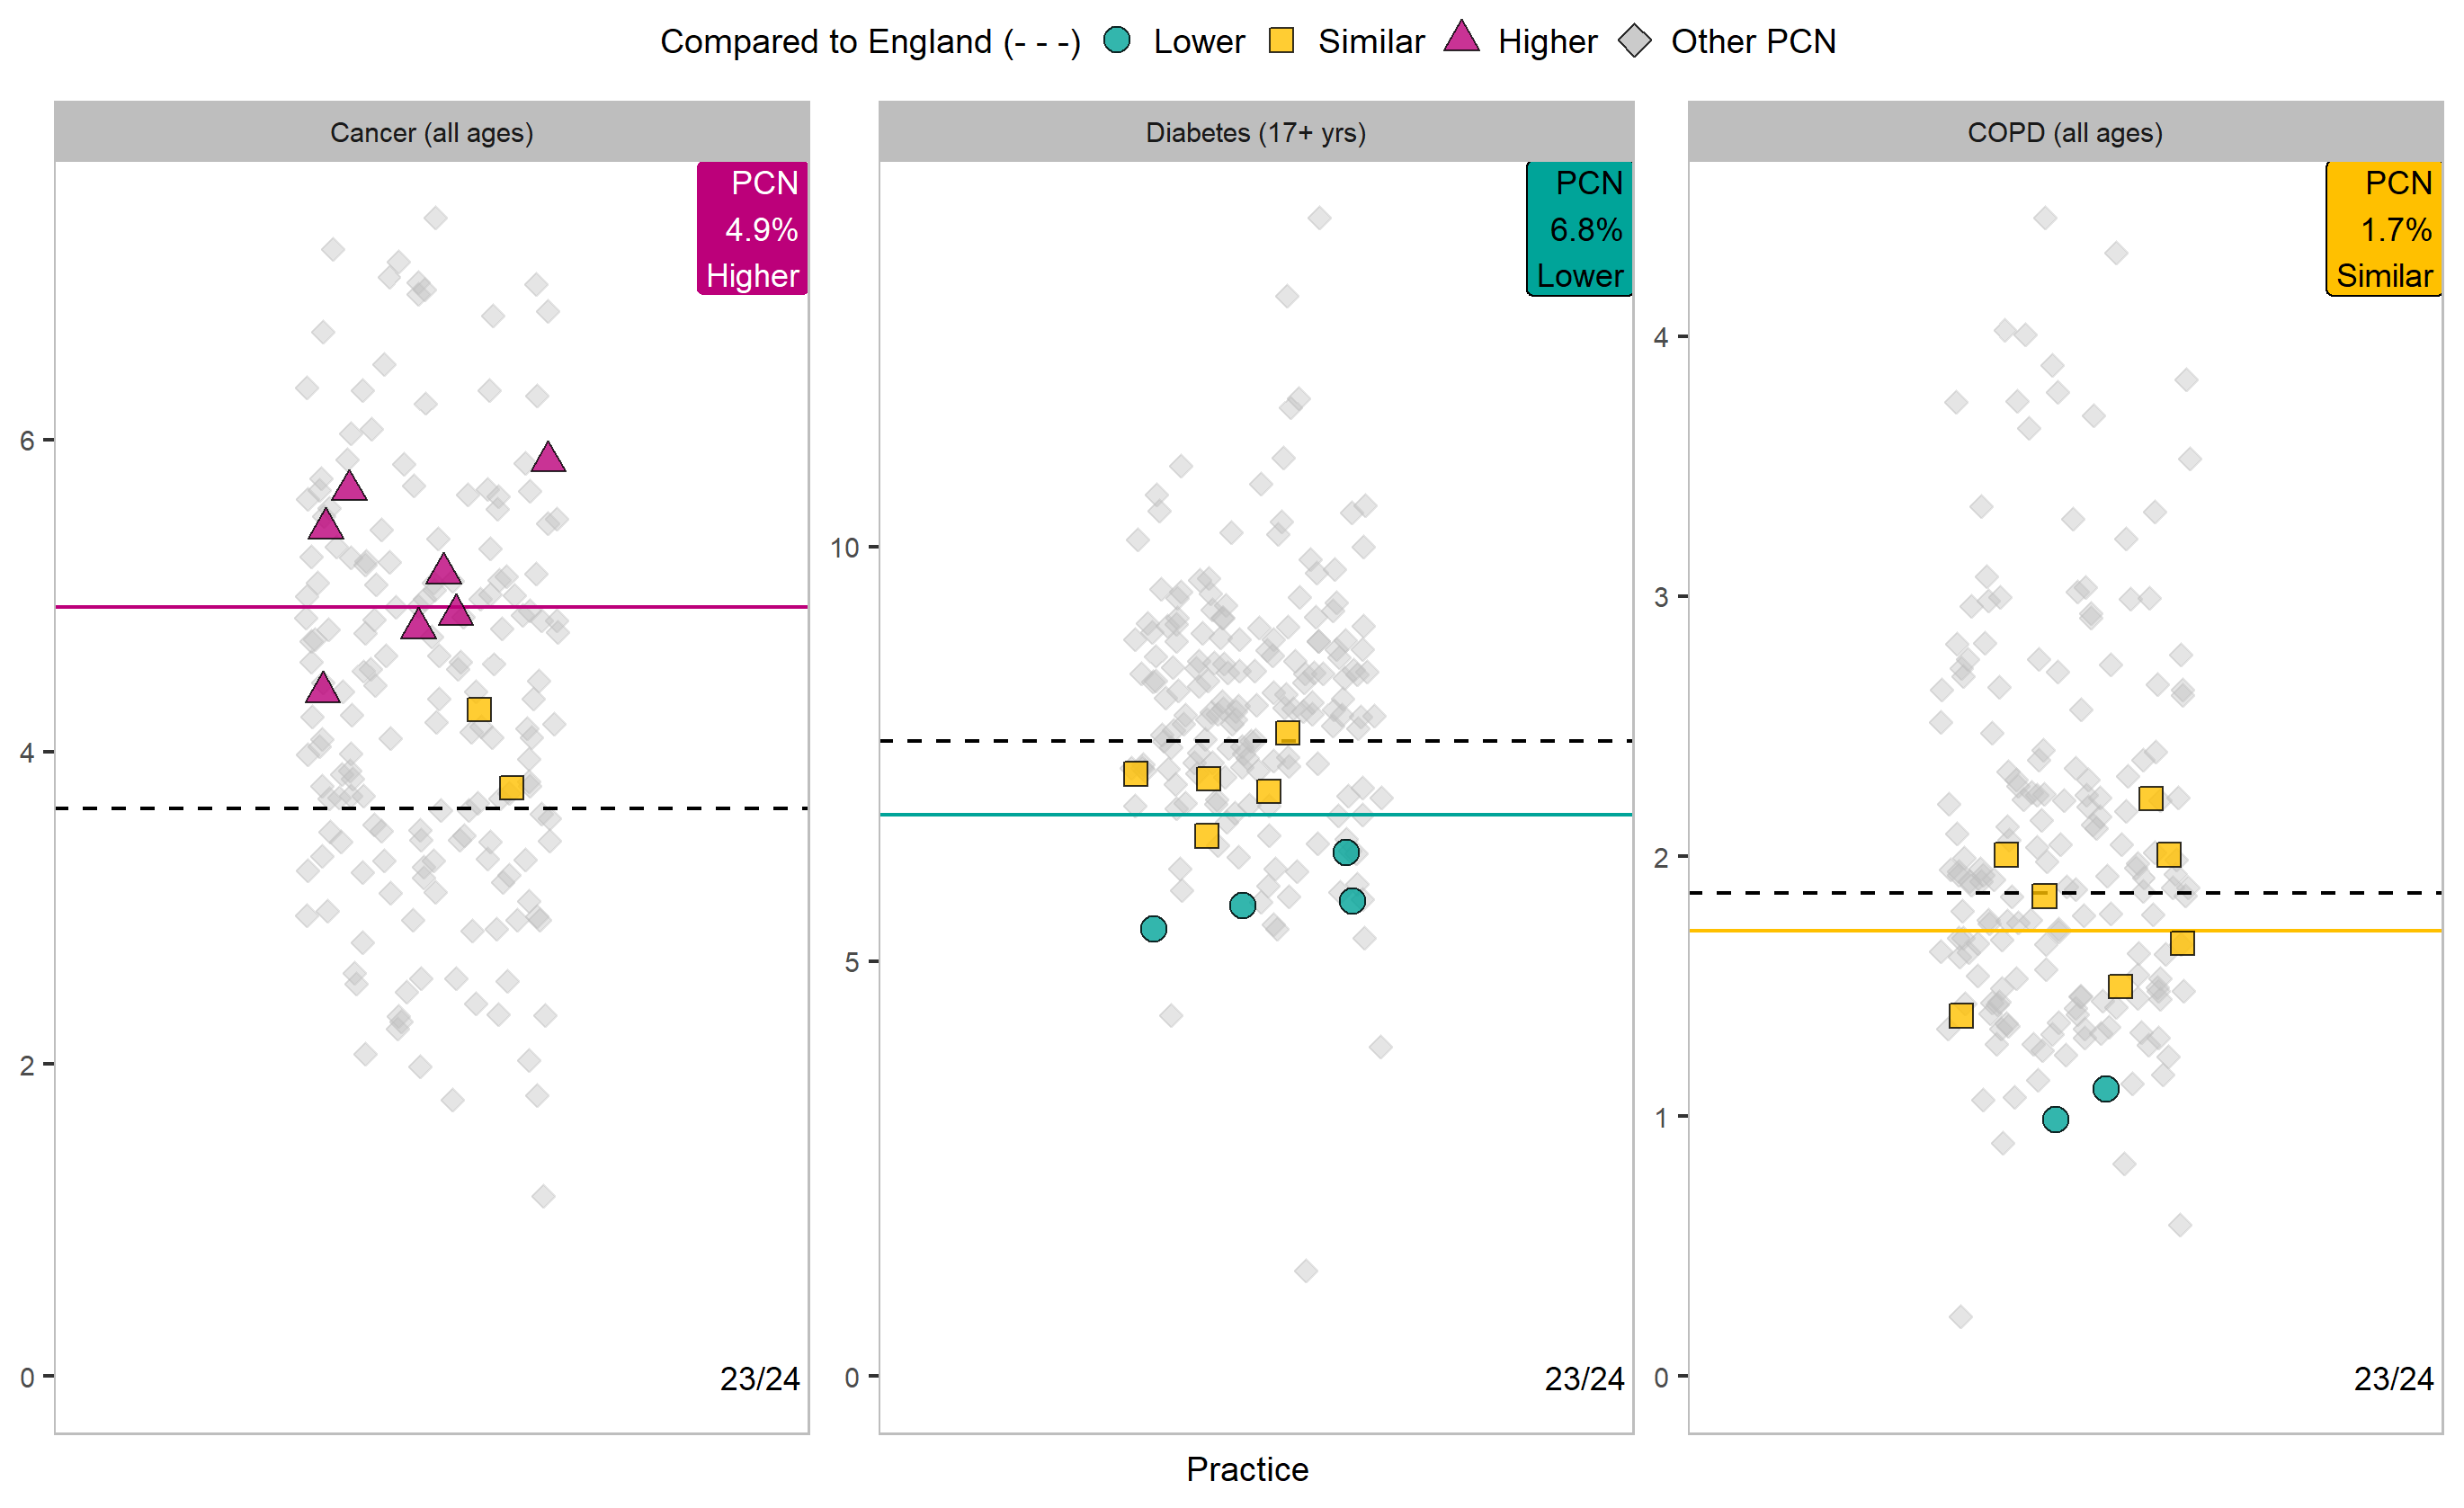 Compared to England (- - -) Lower Similar Higher Other PCN
Cancer (all ages)
PCN
4.9%
Higher
6
4
2
0
23/24
Diabetes (17+ yrs)
PCN
6.8%
Lower
10
5
0
23/24
COPD (all ages)
PCN
1.7%
Similar
4
3
2
1
0
23/24
Practice